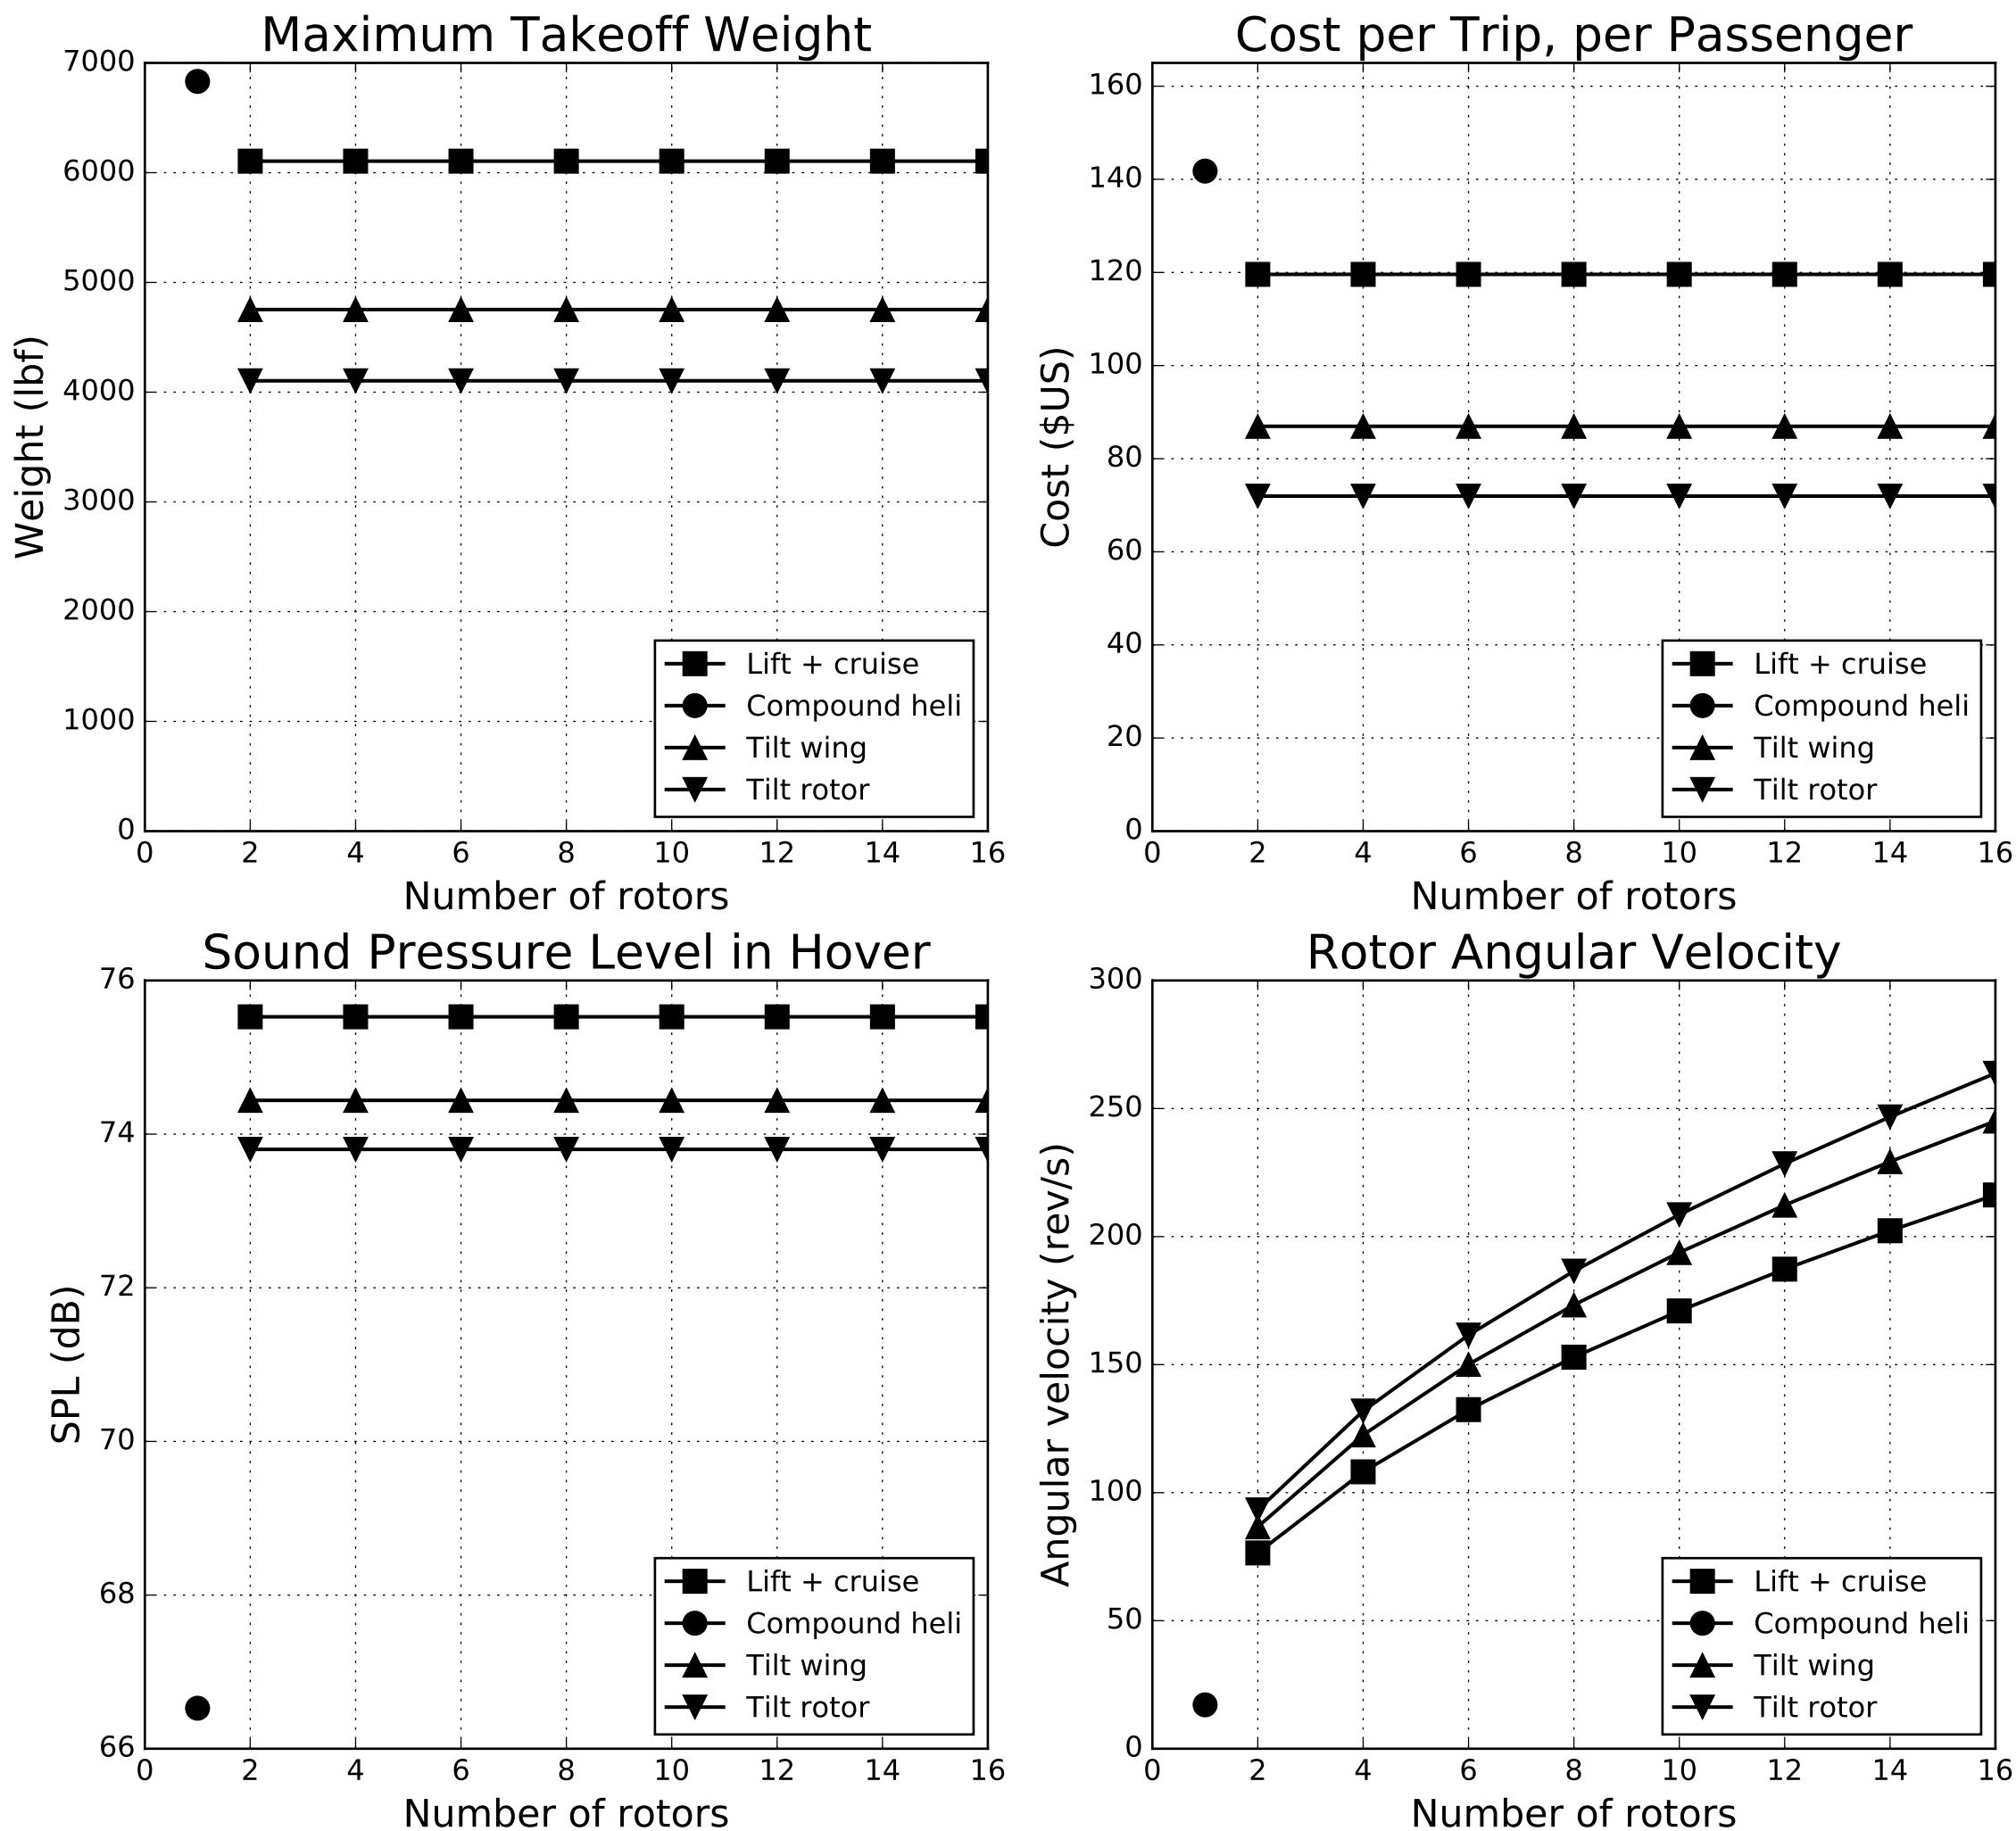 Maximum Takeoff Weight
7000
6000
5000
4000
3000
2000
1000
0
Weight (lbf)
Lift + cruise
Compound heli
Tilt wing
Tilt rotor
0 2 4 6 8 10 12 14 16
Number of rotors
Cost per Trip, per Passenger
160
140
120
100
80
60
40
20
0
Cost ($US)
Lift + cruise
Compound heli
Tilt wing
Tilt rotor
0 2 4 6 8 10 12 14 16
Number of rotors
Sound Pressure Level in Hover
76
74
72
70
68
66
SPL (dB)
Lift + cruise
Compound heli
Tilt wing
Tilt rotor
0 2 4 6 8 10 12 14 16
Number of rotors
Rotor Angular Velocity
300
250
200
150
100
50
0
Angular velocity (rev/s)
Lift + cruise
Compound heli
Tilt wing
Tilt rotor
0 2 4 6 8 10 12 14 16
Number of rotors